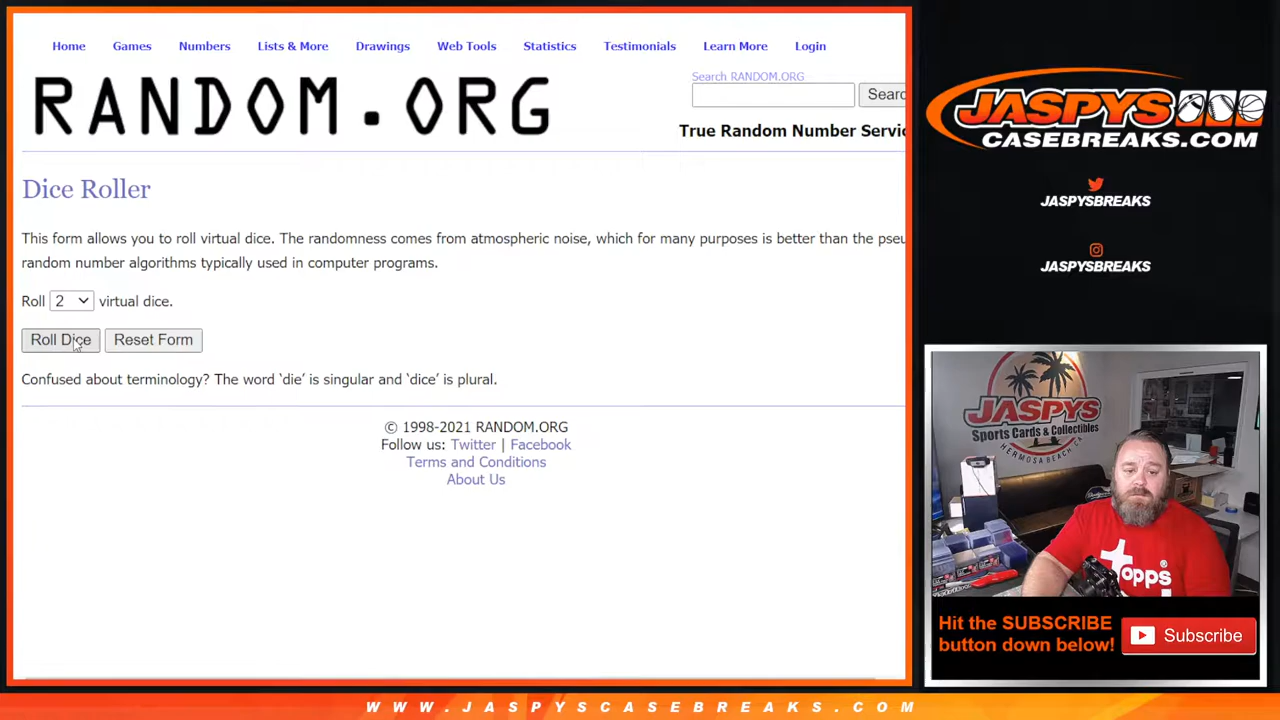 Home Games Numbers Lists & More Drawings Web Tools Statistics Testimonials Learn More Login
RANDOM.ORG
Search RANDOM.ORG
Searc
True Random Number Servic
Dice Roller
This form allows you to roll virtual dice. The randomness comes from atmospheric noise, which for many purposes is better than the pseu
random number algorithms typically used in computer programs.
Roll 2 virtual dice.
Roll Dice Reset Form
Confused about terminology? The word ‘die’ is singular and ‘dice’ is plural.
© 1998-2021 RANDOM.ORG
Follow us: Twitter | Facebook
Terms and Conditions
About Us
JASPYS
CASEBREAKS.COM
JASPYSBREAKS
JASPYSBREAKS
JASPYS
Sports Cards & Collectibles
HERMOSA BEACH CA
Topps
Hit the SUBSCRIBE
button down below!
Subscribe
WWW.JASPYSCASEBREAKS.COM